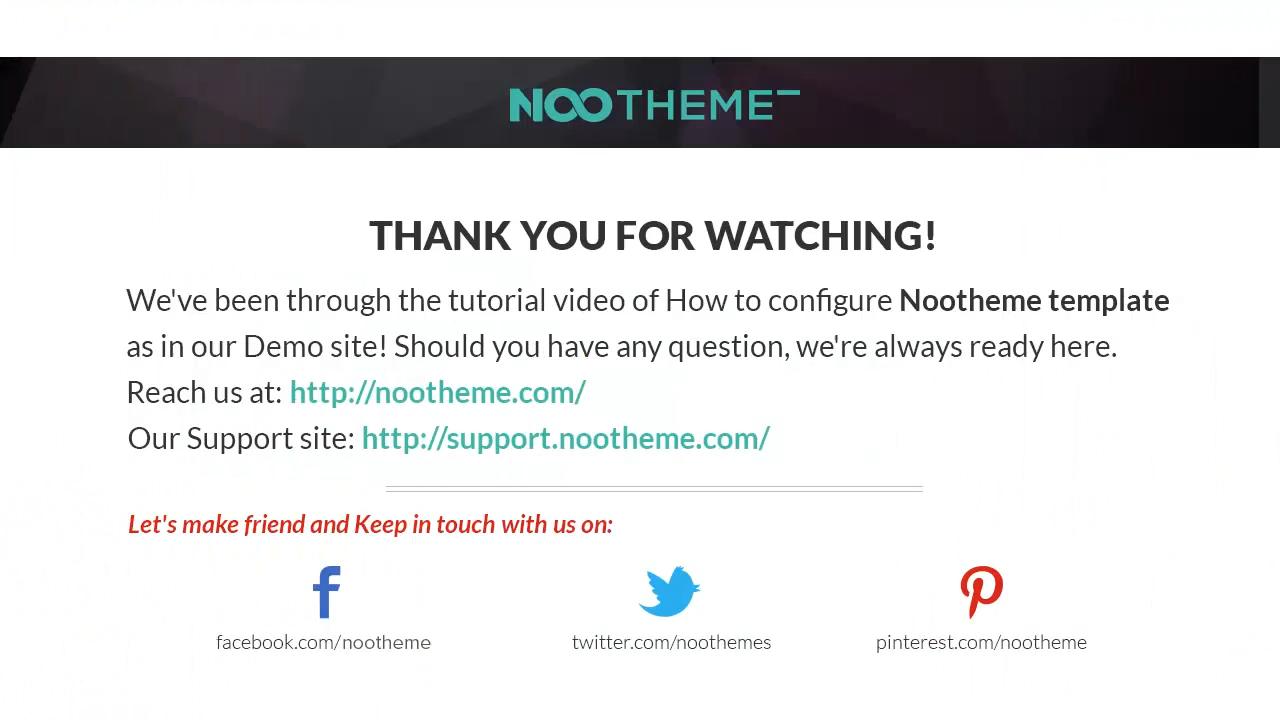 NOOTHEME
THANK YOU FOR WATCHING!
We've been through the tutorial video of How to configure Nootheme template
as in our Demo site! Should you have any question, we're always ready here.
Reach us at: http://nootheme.com/
Our Support site: http://support.nootheme.com/
Let's make friend and Keep in touch with us on:
facebook.com/nootheme
twitter.com/noothemes
pinterest.com/nootheme